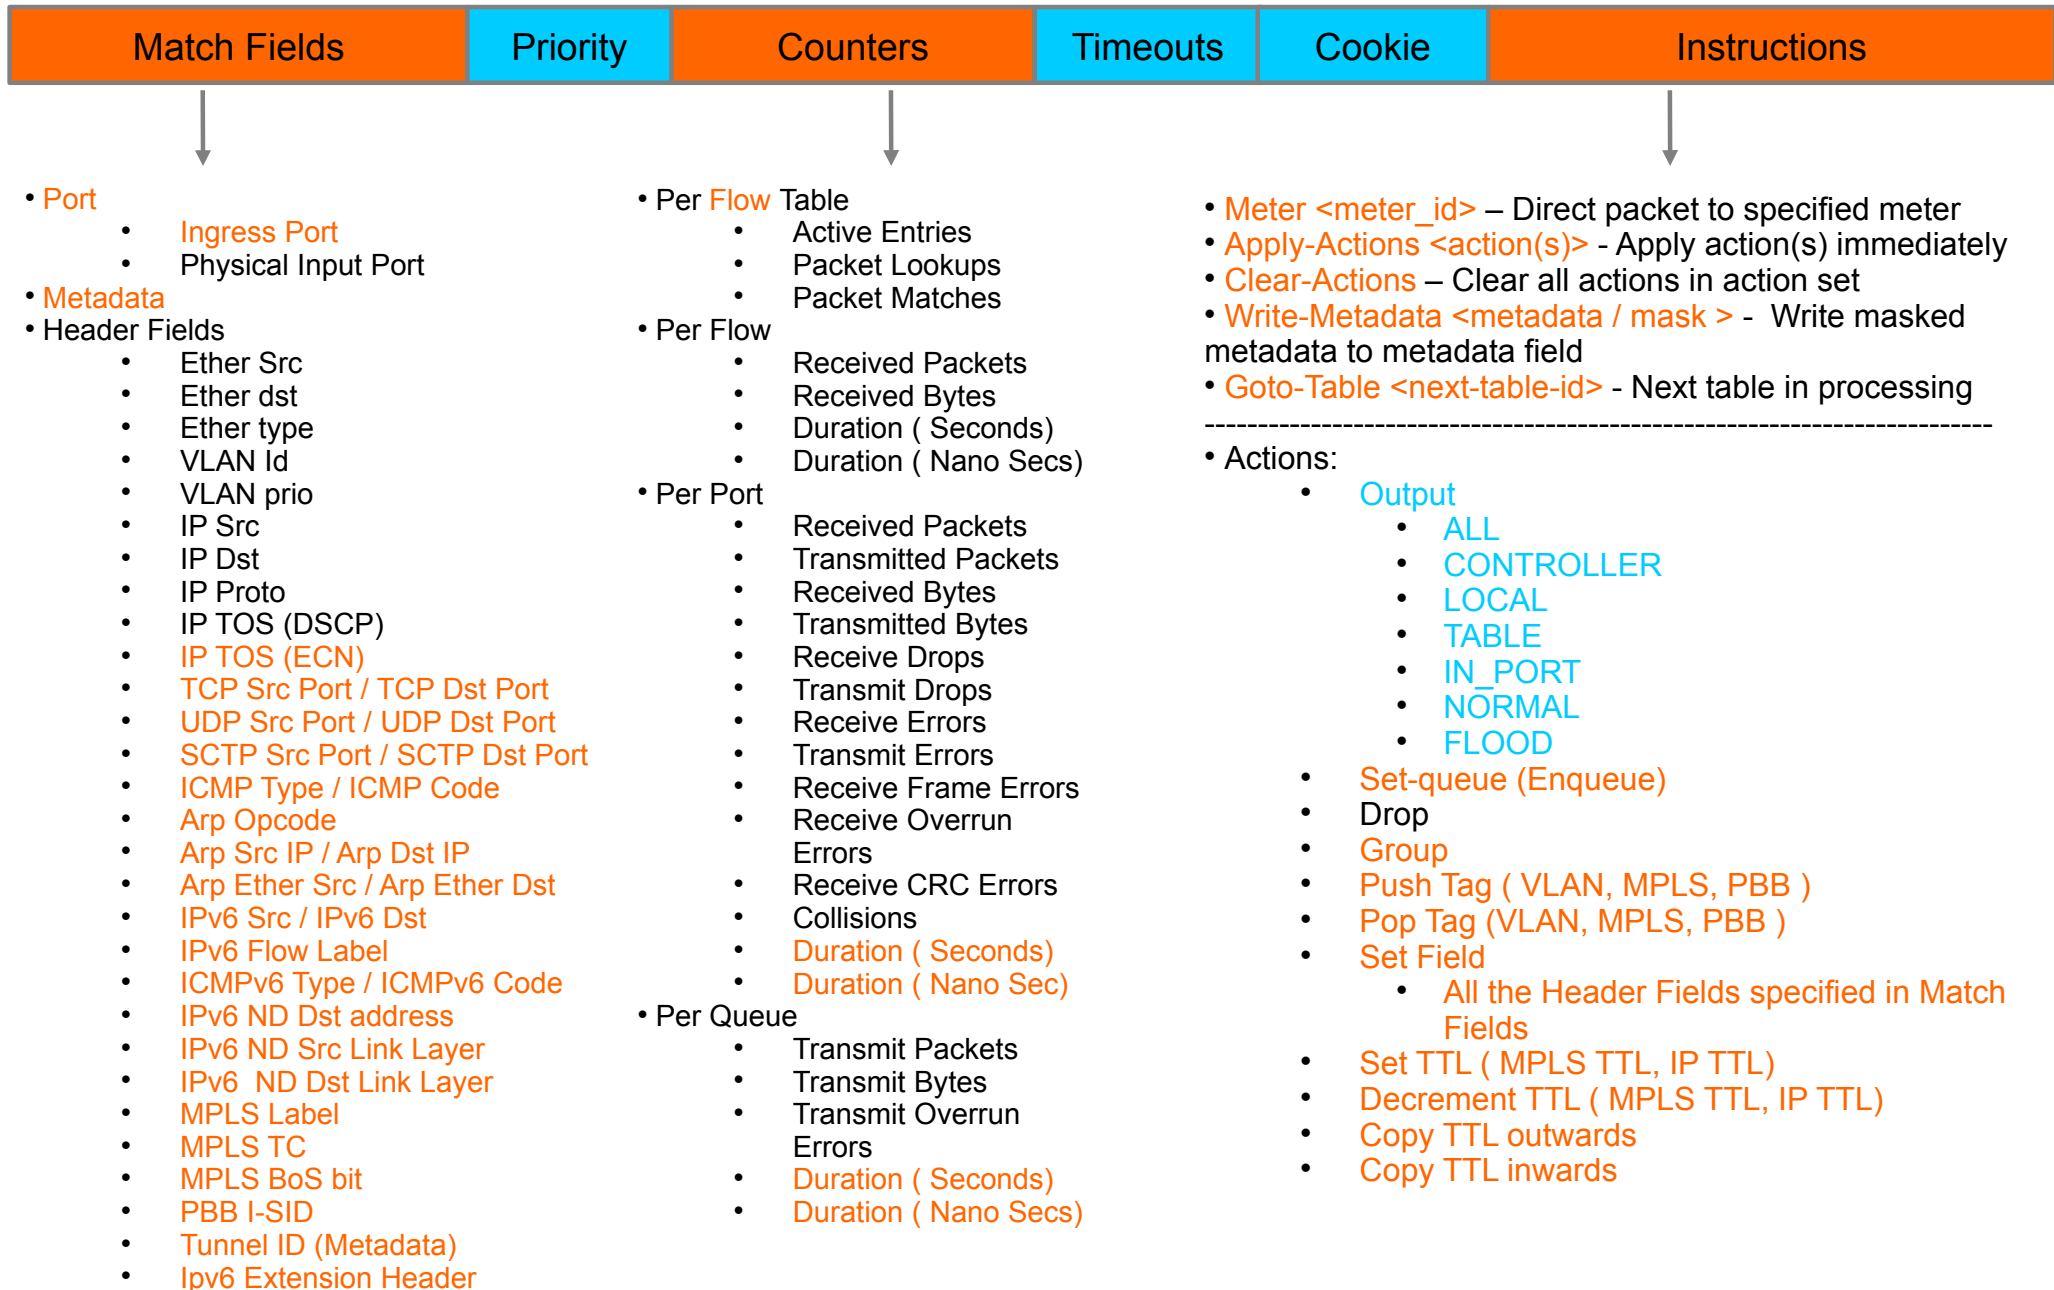 Match Fields Priority Counters Timeouts Cookie Instructions
• Port
• Ingress Port
• Physical Input Port
• Metadata
• Header Fields
• Ether Src
• Ether dst
• Ether type
• VLAN Id
• VLAN prio
• IP Src
• IP Dst
• IP Proto
• IP TOS (DSCP)
• IP TOS (ECN)
• TCP Src Port / TCP Dst Port
• UDP Src Port / UDP Dst Port
• SCTP Src Port / SCTP Dst Port
• ICMP Type / ICMP Code
• Arp Opcode
• Arp Src IP / Arp Dst IP
• Arp Ether Src / Arp Ether Dst
• IPv6 Src / IPv6 Dst
• IPv6 Flow Label
• ICMPv6 Type / ICMPv6 Code
• IPv6 ND Dst address
• IPv6 ND Src Link Layer
• IPv6  ND Dst Link Layer
• MPLS Label
• MPLS TC
• MPLS BoS bit
• PBB I-SID
• Tunnel ID (Metadata)
• Ipv6 Extension Header
• Per Flow Table
• Active Entries
• Packet Lookups
• Packet Matches
• Per Flow
• Received Packets
• Received Bytes
• Duration ( Seconds)
• Duration ( Nano Secs)
• Per Port
• Received Packets
• Transmitted Packets
• Received Bytes
• Transmitted Bytes
• Receive Drops
• Transmit Drops
• Receive Errors
• Transmit Errors
• Receive Frame Errors
• Receive Overrun
Errors
• Receive CRC Errors
• Collisions
• Duration ( Seconds)
• Duration ( Nano Sec)
• Per Queue
• Transmit Packets
• Transmit Bytes
• Transmit Overrun
Errors
• Duration ( Seconds)
• Duration ( Nano Secs)
• Meter <meter_id> – Direct packet to specified meter
• Apply-Actions <action(s)> - Apply action(s) immediately
• Clear-Actions – Clear all actions in action set
• Write-Metadata <metadata / mask > -  Write masked
metadata to metadata field
• Goto-Table <next-table-id> - Next table in processing
--------------------------------------------------------------------------
• Actions:
• Output
• ALL
• CONTROLLER
• LOCAL
• TABLE
• IN_PORT
• NORMAL
• FLOOD
• Set-queue (Enqueue)
• Drop
• Group
• Push Tag ( VLAN, MPLS, PBB )
• Pop Tag (VLAN, MPLS, PBB )
• Set Field
• All the Header Fields specified in Match
Fields
• Set TTL ( MPLS TTL, IP TTL)
• Decrement TTL ( MPLS TTL, IP TTL)
• Copy TTL outwards
• Copy TTL inwards